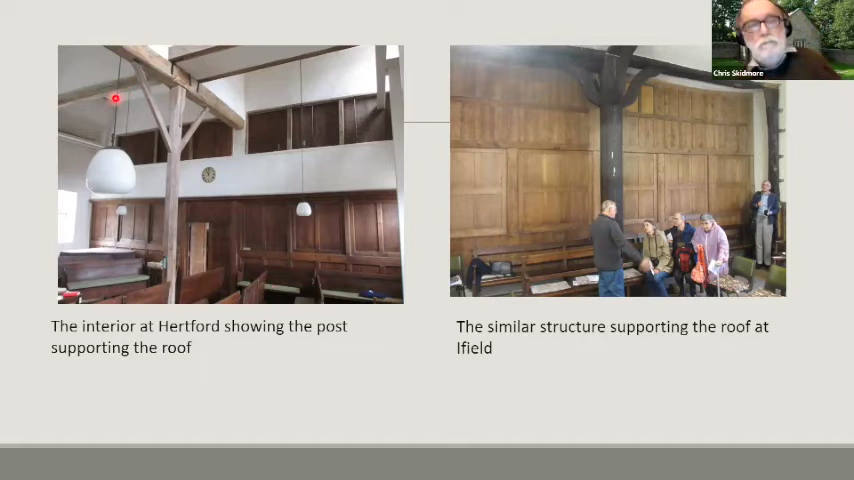 Chris Skidmore
The interior at Hertford showing the post
supporting the roof
The similar structure supporting the roof at
Ifield